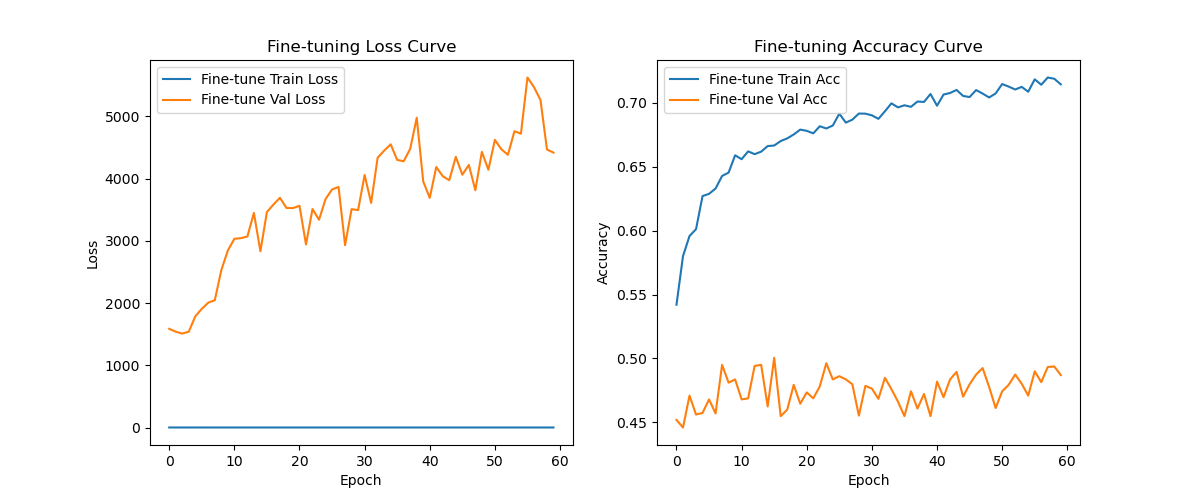 Fine-tuning Loss Curve
Fine-tune Train Loss
Fine-tune Val Loss
Loss
5000
4000
3000
2000
1000
0
0 10 20 30 40 50 60
Epoch
Fine-tuning Accuracy Curve
Fine-tune Train Acc
Fine-tune Val Acc
Accuracy
0.70
0.65
0.60
0.55
0.50
0.45
0 10 20 30 40 50 60
Epoch